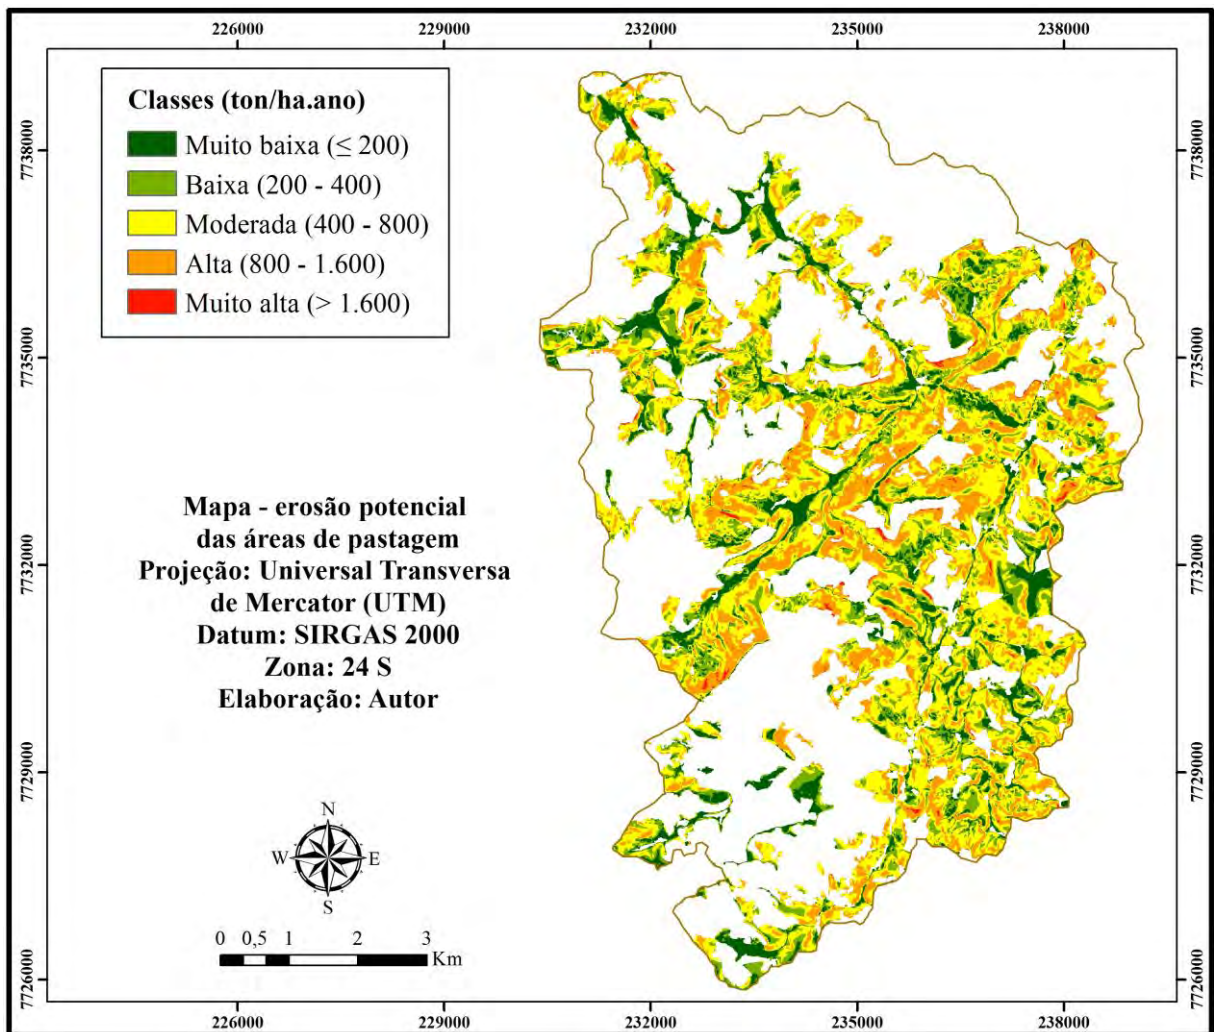 226000 229000 232000 235000 238000
Classes (ton/ha.ano)
Muito baixa (≤ 200)
Baixa (200 - 400)
Moderada (400 - 800)
Alta (800 - 1.600)
Muito alta (> 1.600)
7738000 7738000
7735000 7735000
7732000 7732000
7729000 7729000
7726000 7726000
Mapa - erosão potencial
das áreas de pastagem
Projeção: Universal Transversa
de Mercator (UTM)
Datum: SIRGAS 2000
Zona: 24 S
Elaboração: Autor
N
W E
S
0 0,5 1 2 3
Km
226000 229000 232000 235000 238000